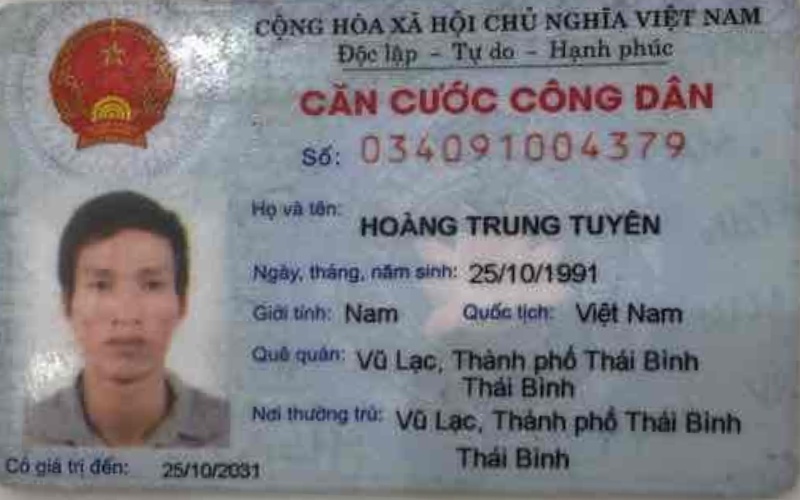 CỘNG HÒA XÃ HỘI CHỦ NGHĨA VIỆT NAM
Độc lập - Tự do - Hạnh phúc
CĂN CƯỚC CÔNG DÂN
Số: 034091004379
Họ và tên: HOÀNG TRUNG TUYÊN
Ngày, tháng, năm sinh: 25/10/1991
Giới tính: Nam Quốc tịch: Việt Nam
Quê quán: Vũ Lạc, Thành phố Thái Bình
Thái Bình
Nơi thường trú: Vũ Lạc, Thành phố Thái Bình
Thái Bình
Có giá trị đến: 25/10/2031